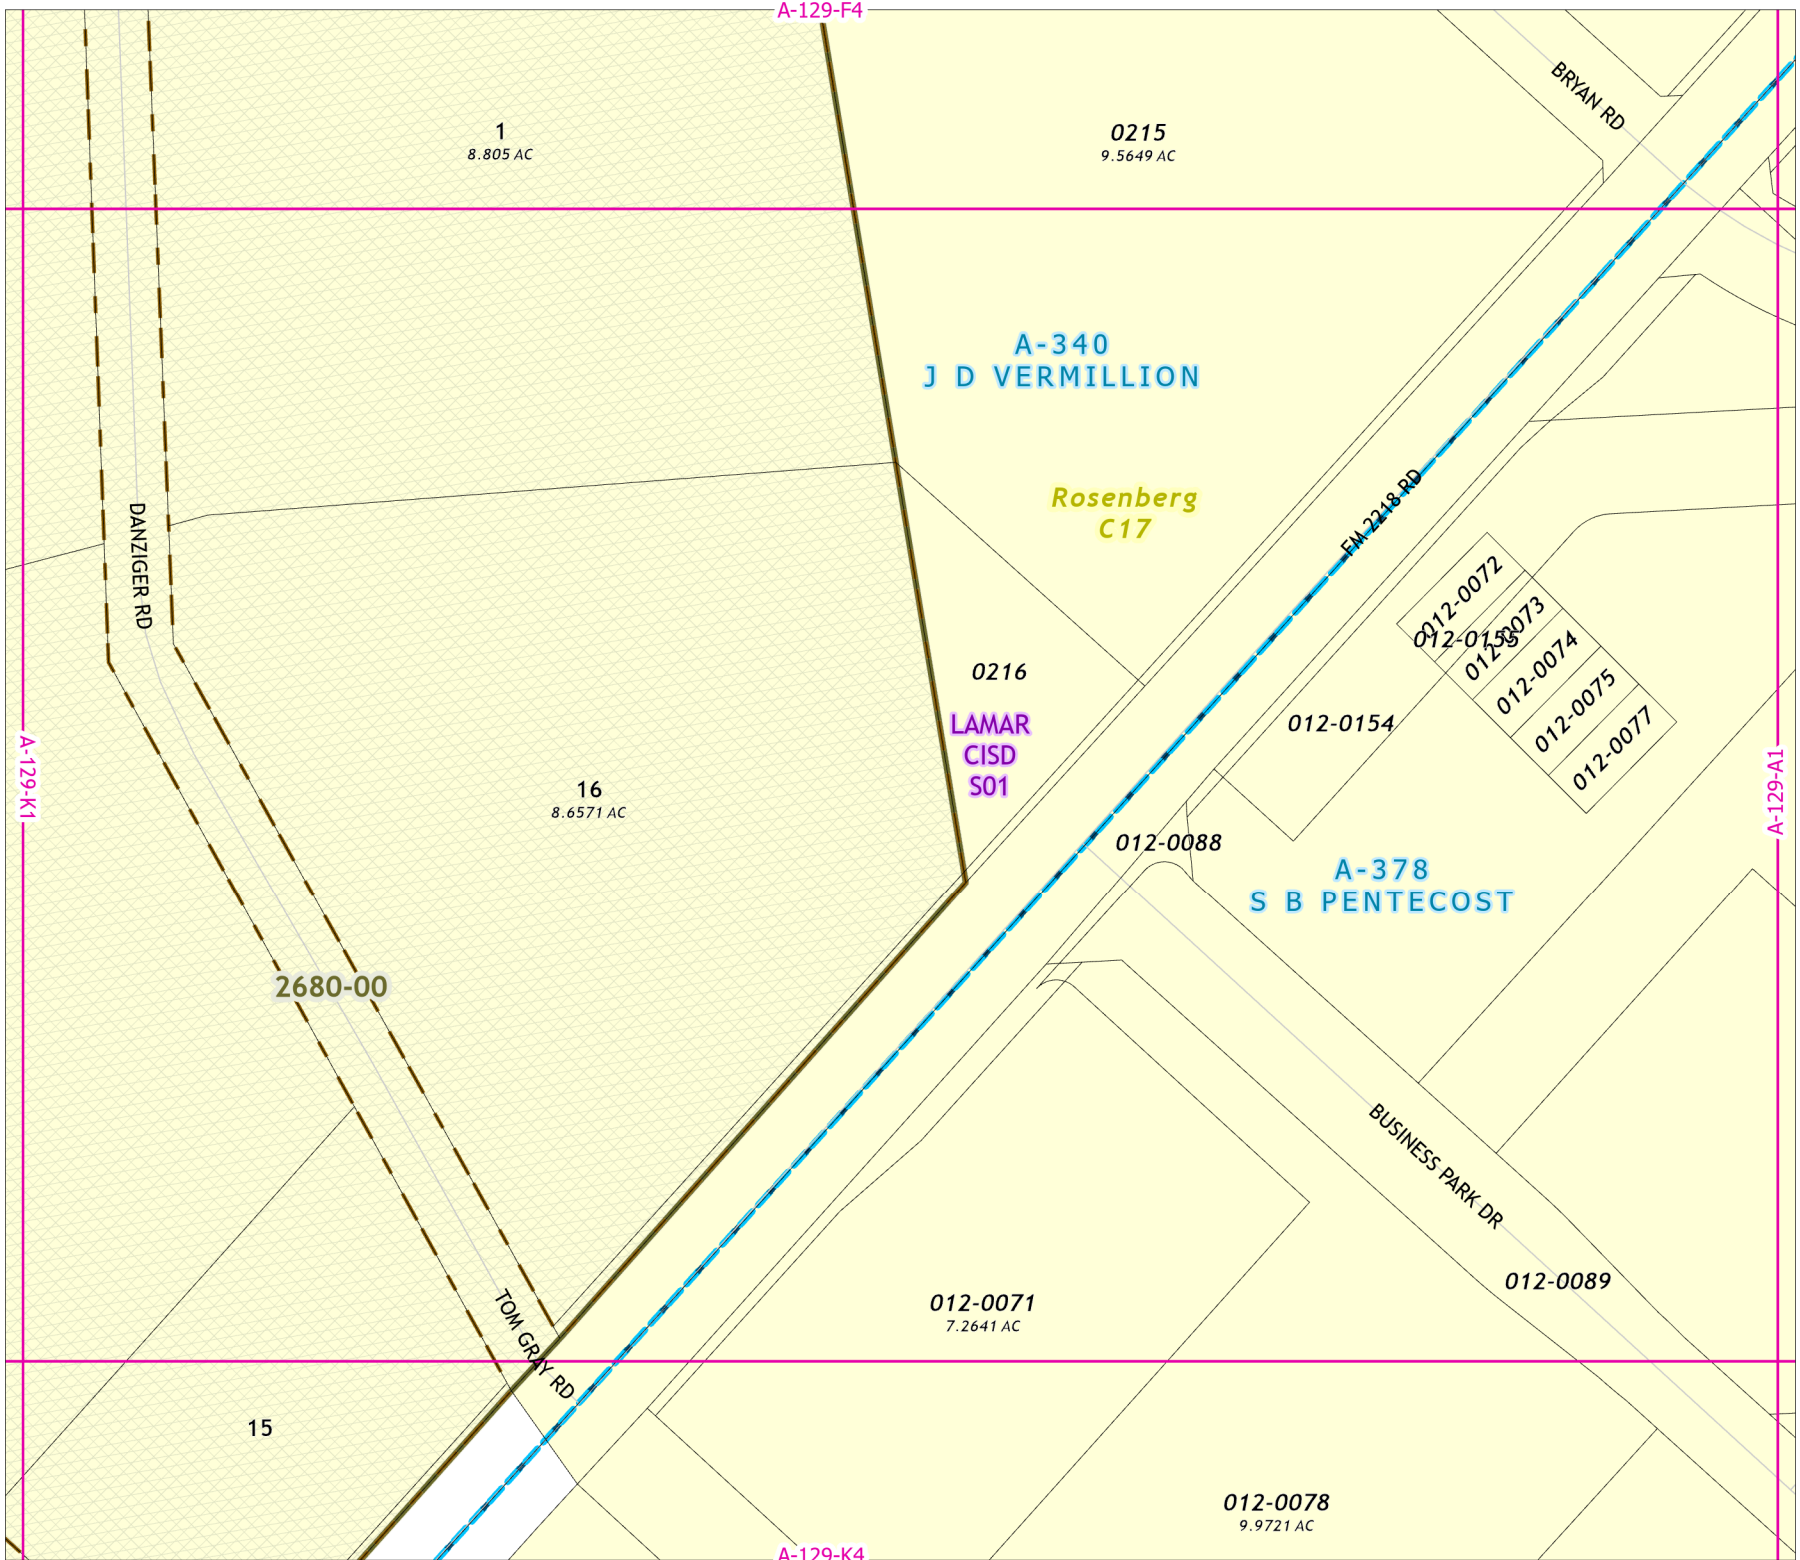 A-129-F4
BRYAN RD
1
8.805 AC
0215
9.5649 AC
A-340
J D VERMILLION
Rosenberg
C17
FM 2218 RD
DANZIGER RD
012-0072
012-0073
012-0155
012-0074
012-0075
012-0077
0216
LAMAR
CISD
S01
012-0154
A-129-K1
A-129-A1
16
8.6571 AC
012-0088
A-378
S B PENTECOST
2680-00
BUSINESS PARK DR
012-0089
012-0071
7.2641 AC
TOM GRAY RD
15
012-0078
9.9721 AC
A-129-K4